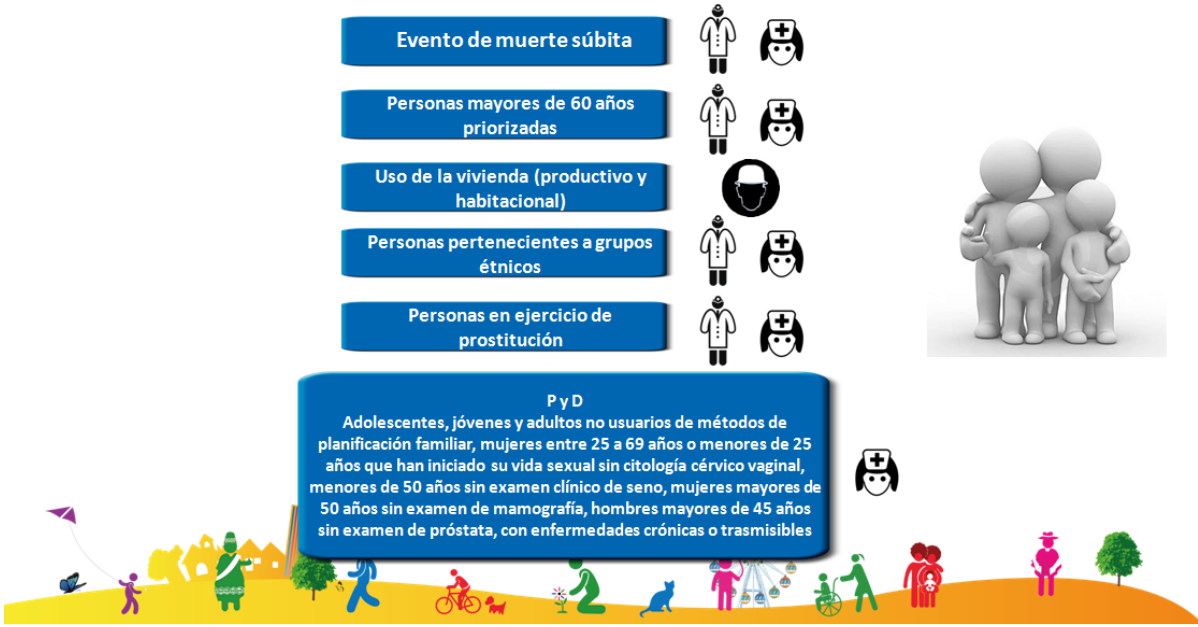 Evento de muerte súbita
Personas mayores de 60 años
priorizadas
Uso de la vivienda (productivo y
habitacional)
Personas pertenecientes a grupos
étnicos
Personas en ejercicio de
prostitución
P y D
Adolescentes, jóvenes y adultos no usuarios de métodos de
planificación familiar, mujeres entre 25 a 69 años o menores de 25
años que han iniciado su vida sexual sin citología cérvico vaginal,
menores de 50 años sin examen clínico de seno, mujeres mayores de
50 años sin examen de mamografía, hombres mayores de 45 años
sin examen de próstata, con enfermedades crónicas o trasmisibles